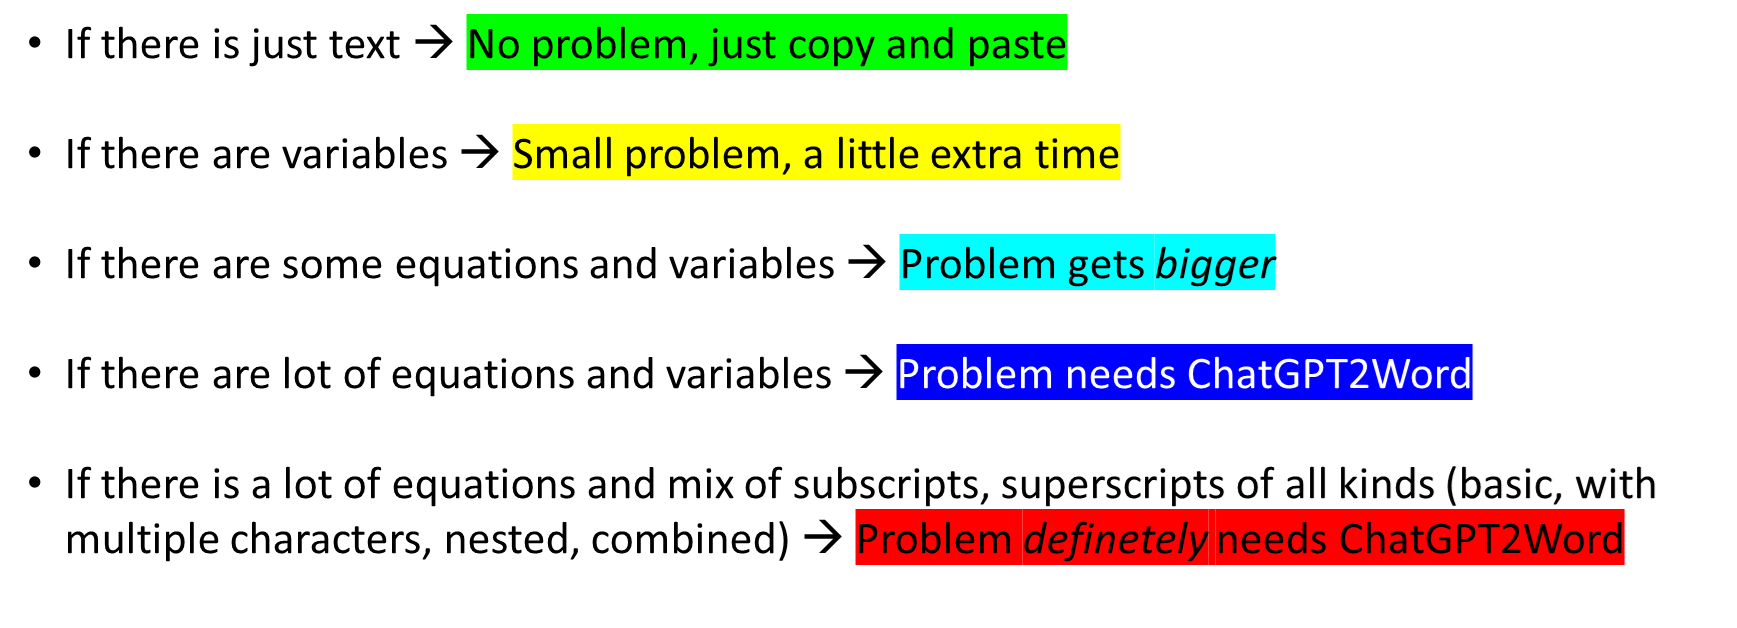 • If there is just text → No problem, just copy and paste
• If there are variables → Small problem, a little extra time
• If there are some equations and variables → Problem gets bigger
• If there are lot of equations and variables → Problem needs ChatGPT2Word
• If there is a lot of equations and mix of subscripts, superscripts of all kinds (basic, with
multiple characters, nested, combined) → Problem definetely needs ChatGPT2Word